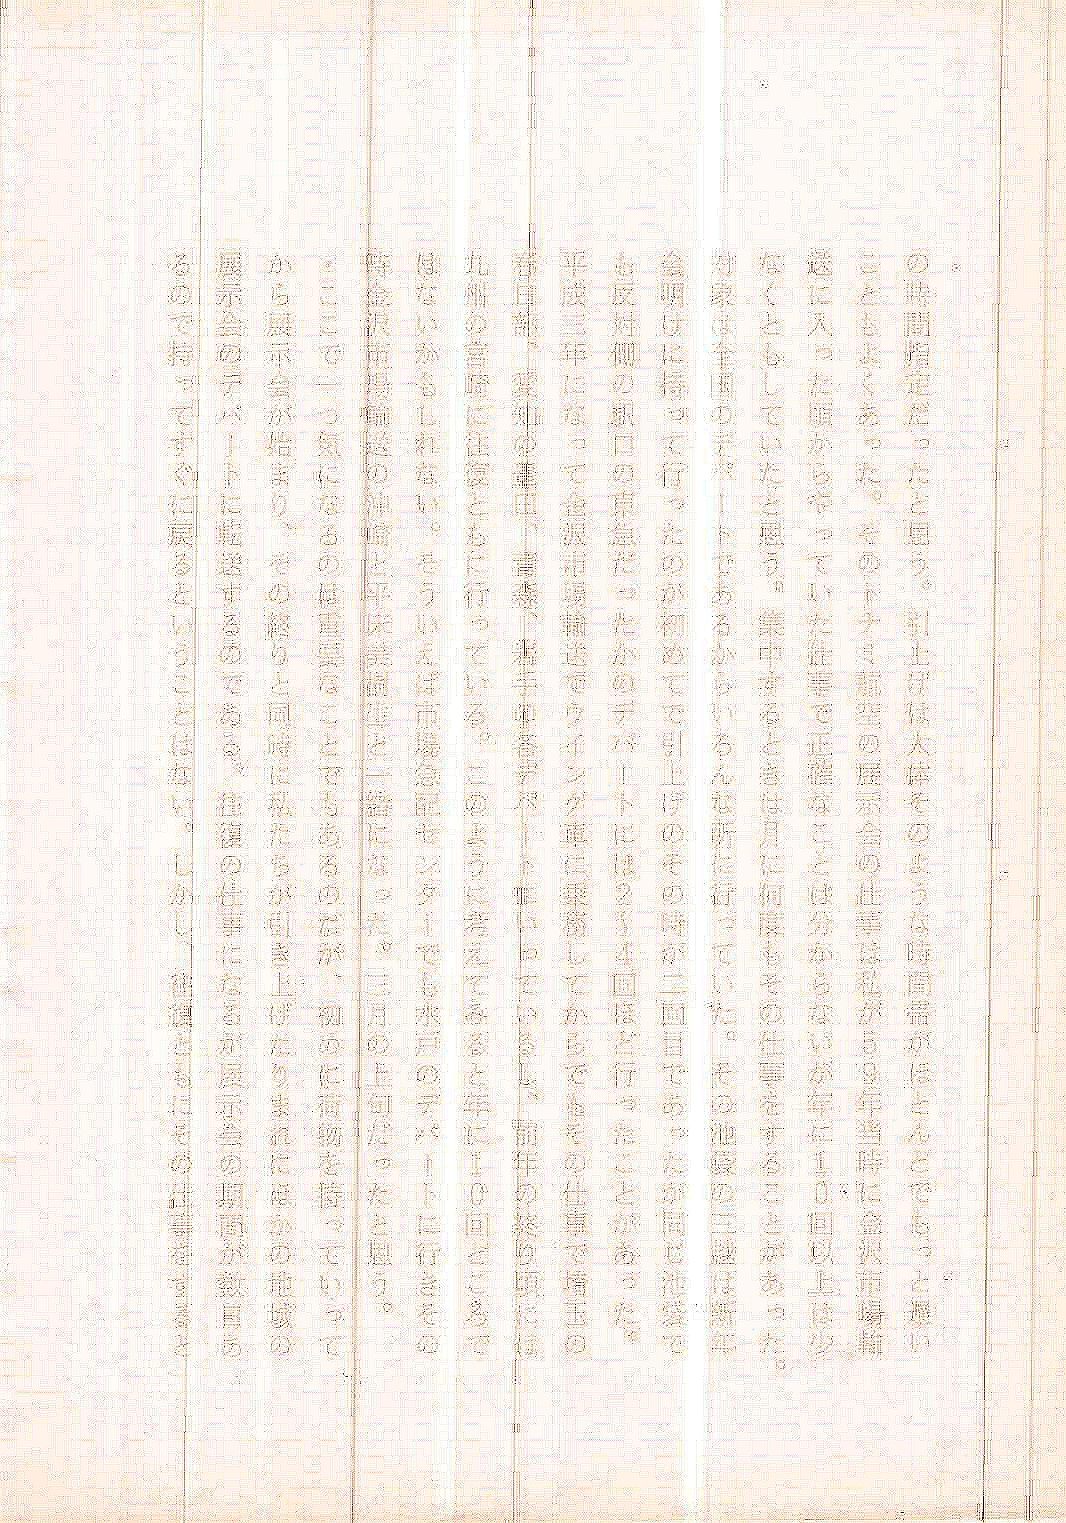 の時間指定だったと思う。引上げは大体そのような時間帯がほとんどでもっと遅い
こともよくあった。そのトナミ航空の展示会の仕事は私が59年当時に金沢市場輸
送に入った頃からやっていた仕事で正確なことは分からないが年に10回以上は少
なくともしていたと思う。集中するときは月に何度もその仕事をすることがあった。
対象は全国のデパートであるからいろんな所に行っていた。その池袋の三越は新年
会明けに持って行ったのが初めてで引上げのその時が二回目であったが同じ池袋で
も反対側の駅口の東急だったかのデパートには2~4回ほど行ったことがあった。
平成三年になって金沢市場輸送でウイング車に乗務してからでもその仕事で埼玉の
春日部、愛知の豊田、青森、岩手の各デパートにいっているし、前年の終り頃には
九州の宮崎に往復ともに行っている。このように考えてみると年に10回どころで
はないかもしれない。そういえば市場急配センターでも水戸のデパートに行きその
時金沢市場輸送の沖崎と平床と一緒になった。三月の上旬だったと思う。
ここで一つ気になるのは重要なことでもあるのだが、初めに荷物を持っていって
から展示会が始まり、その終りと同時に私たちが引き上げたりまれにほかの地域の
展示会のデパートに転送するのである。往復の仕事になるが展示会の期間が数日あ
るので持ってすぐに戻るということはない。しかし、往復ともにその仕事をすると